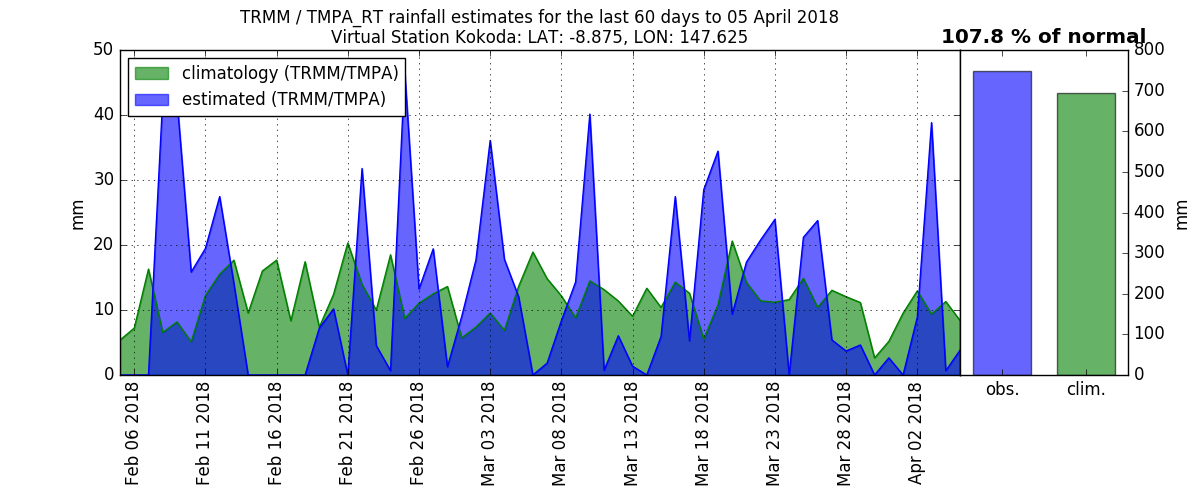 TRMM / TMPA_RT rainfall estimates for the last 60 days to 05 April 2018
Virtual Station Kokoda: LAT: -8.875, LON: 147.625
107.8 % of normal
climatology (TRMM/TMPA)
estimated (TRMM/TMPA)
50
40
30
20
10
0
mm
Feb 06 2018
Feb 11 2018
Feb 16 2018
Feb 21 2018
Feb 26 2018
Mar 03 2018
Mar 08 2018
Mar 13 2018
Mar 18 2018
Mar 23 2018
Mar 28 2018
Apr 02 2018
800
700
600
500
400
300
200
100
0
mm
obs.
clim.